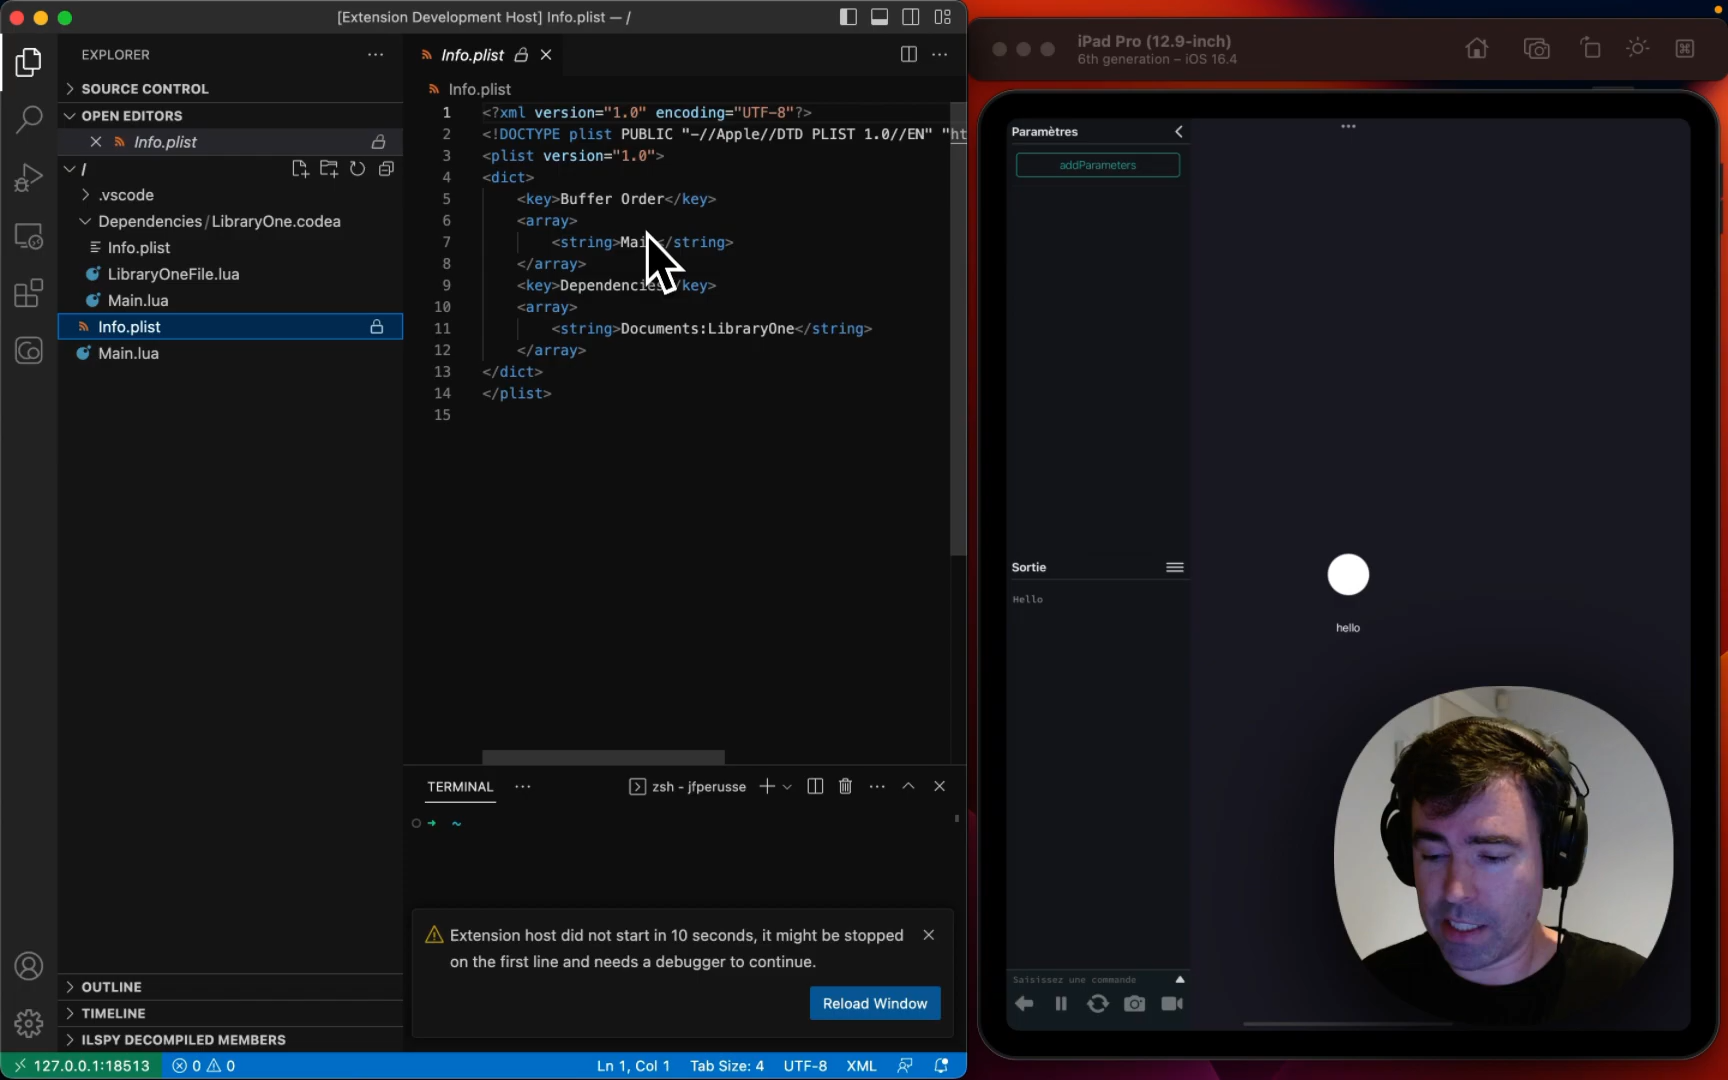 [Extension Development Host] Info.plist — /
EXPLORER
SOURCE CONTROL
OPEN EDITORS
Info.plist
/
.vscode
Dependencies / LibraryOne.codea
Info.plist
LibraryOneFile.lua
Main.lua
Info.plist
Main.lua
OUTLINE
TIMELINE
ILSPY DECOMPILED MEMBERS
Info.plist
Info.plist
1 <?xml version="1.0" encoding="UTF-8"?>
2 <!DOCTYPE plist PUBLIC "-//Apple//DTD PLIST 1.0//EN" "ht
3 <plist version="1.0">
4 <dict>
5 <key>Buffer Order</key>
6 <array>
7 <string>Mai</string>
8 </array>
9 <key>Dependencies</key>
10 <array>
11 <string>Documents:LibraryOne</string>
12 </array>
13 </dict>
14 </plist>
15
TERMINAL
zsh - jfperusse
~
Extension host did not start in 10 seconds, it might be stopped
on the first line and needs a debugger to continue.
Reload Window
127.0.0.1:18513
0 0
Ln 1, Col 1
Tab Size: 4
UTF-8
XML
iPad Pro (12.9-inch)
6th generation – iOS 16.4
Paramètres
addParameters
Sortie
Hello
hello
Saisissez une commande